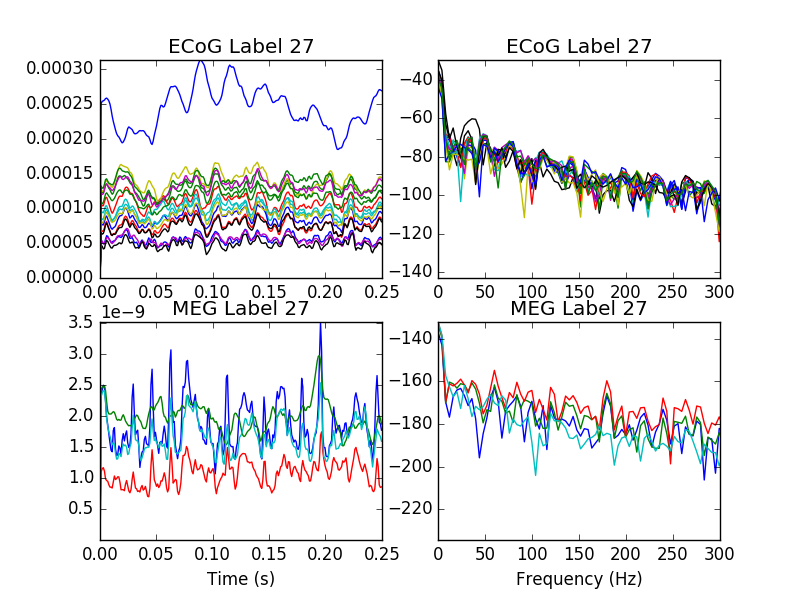 ECoG Label 27
0.00030
0.00025
0.00020
0.00015
0.00010
0.00005
0.00000
0.00 0.05 0.10 0.15 0.20 0.25
ECoG Label 27
−40
−60
−80
−100
−120
−140
0 50 100 150 200 250 300
MEG Label 27
1e−9
3.5
3.0
2.5
2.0
1.5
1.0
0.5
0.00 0.05 0.10 0.15 0.20 0.25
Time (s)
MEG Label 27
−140
−160
−180
−200
−220
0 50 100 150 200 250 300
Frequency (Hz)